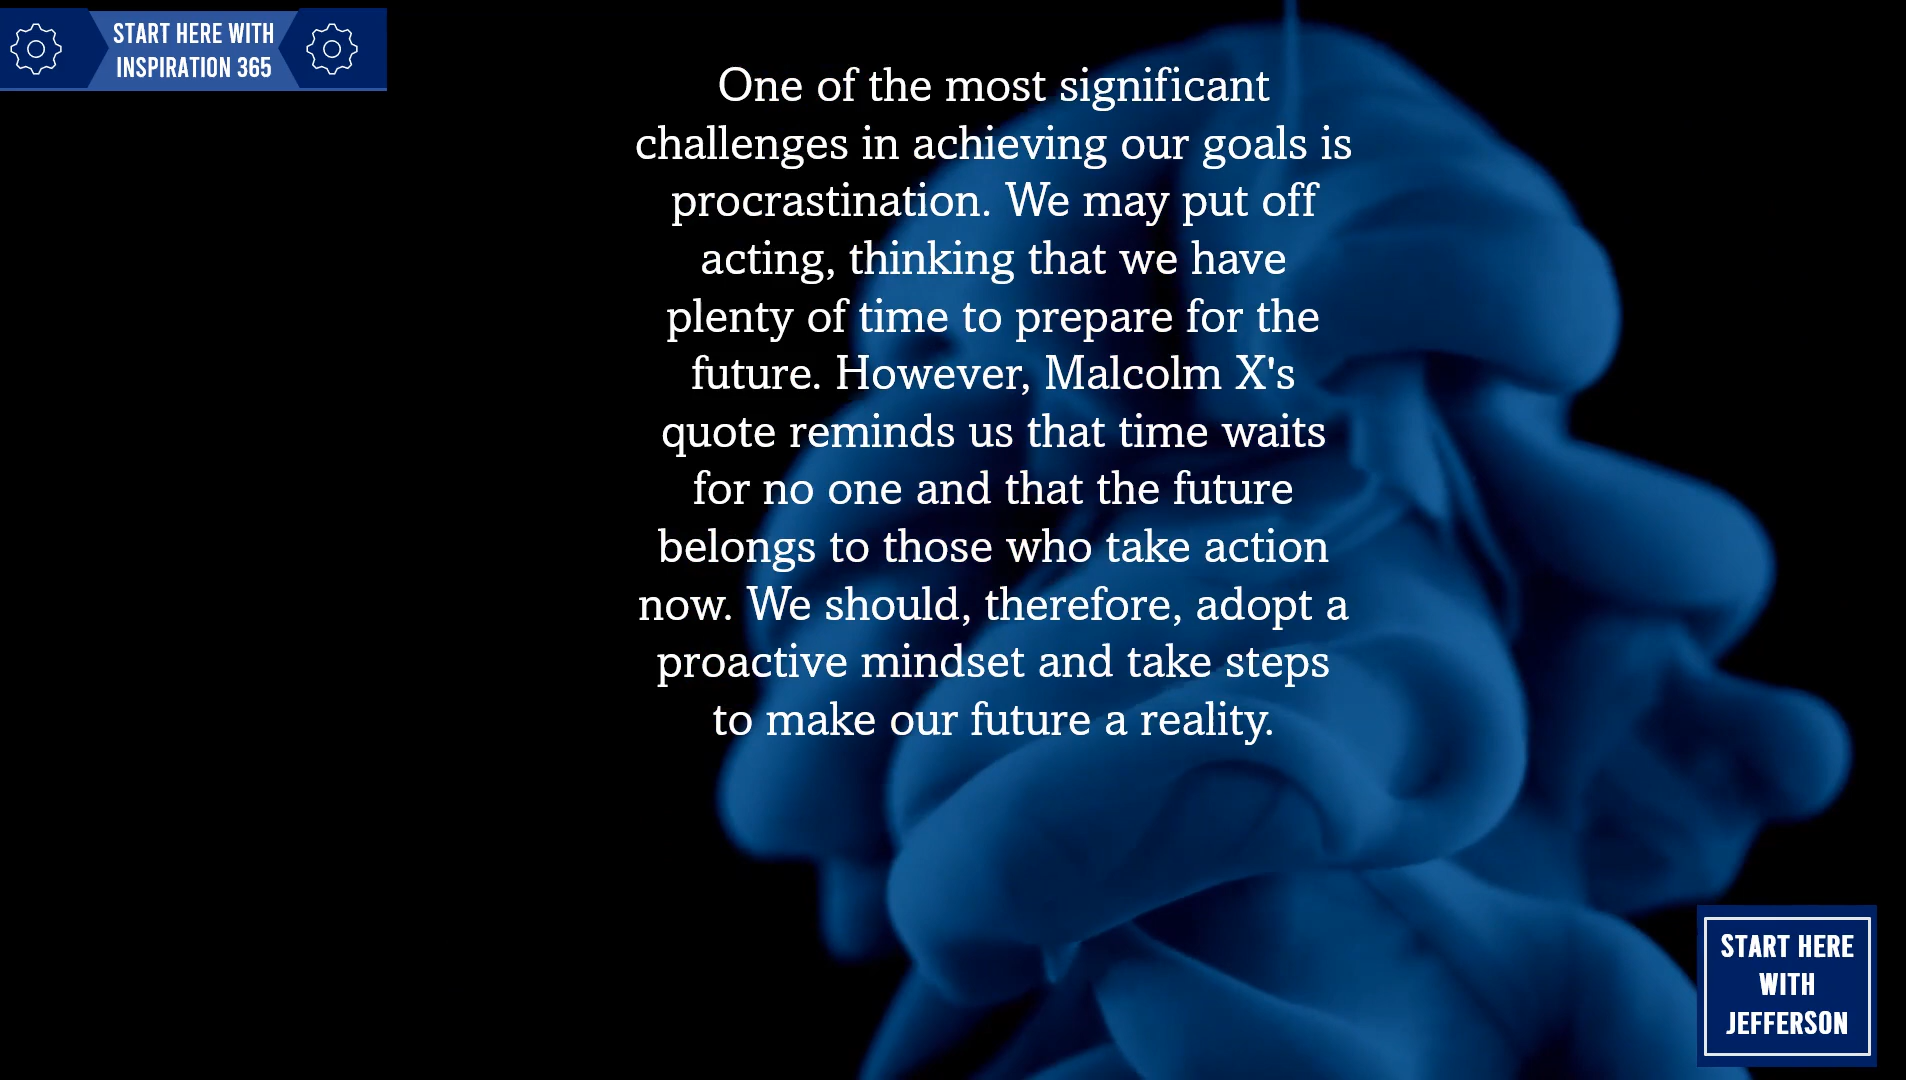 START HERE WITH
INSPIRATION 365
One of the most significant
challenges in achieving our goals is
procrastination. We may put off
acting, thinking that we have
plenty of time to prepare for the
future. However, Malcolm X's
quote reminds us that time waits
for no one and that the future
belongs to those who take action
now. We should, therefore, adopt a
proactive mindset and take steps
to make our future a reality.
START HERE
WITH
JEFFERSON